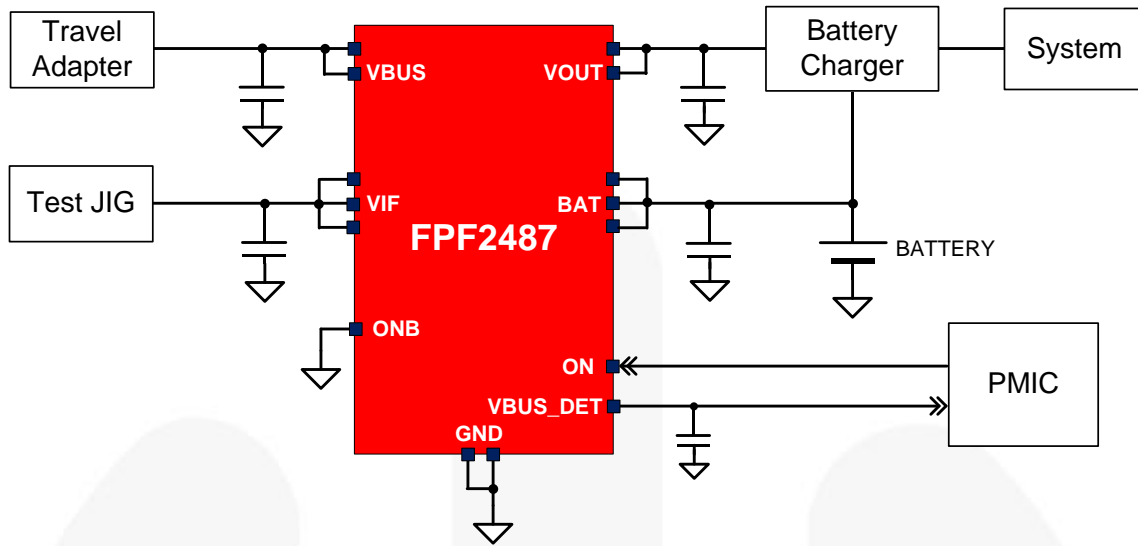 Travel
Adapter
VBUS
VOUT
Battery
Charger
System
Test JIG
VIF
BAT
FPF2487
BATTERY
ONB
ON
VBUS_DET
PMIC
GND